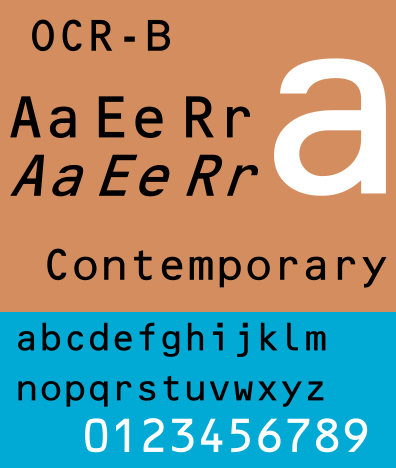 OCR-B
a
Aa Ee Rr
Aa Ee Rr
Contemporary
abcdefghijklm
nopqrstuvwxyz
0123456789